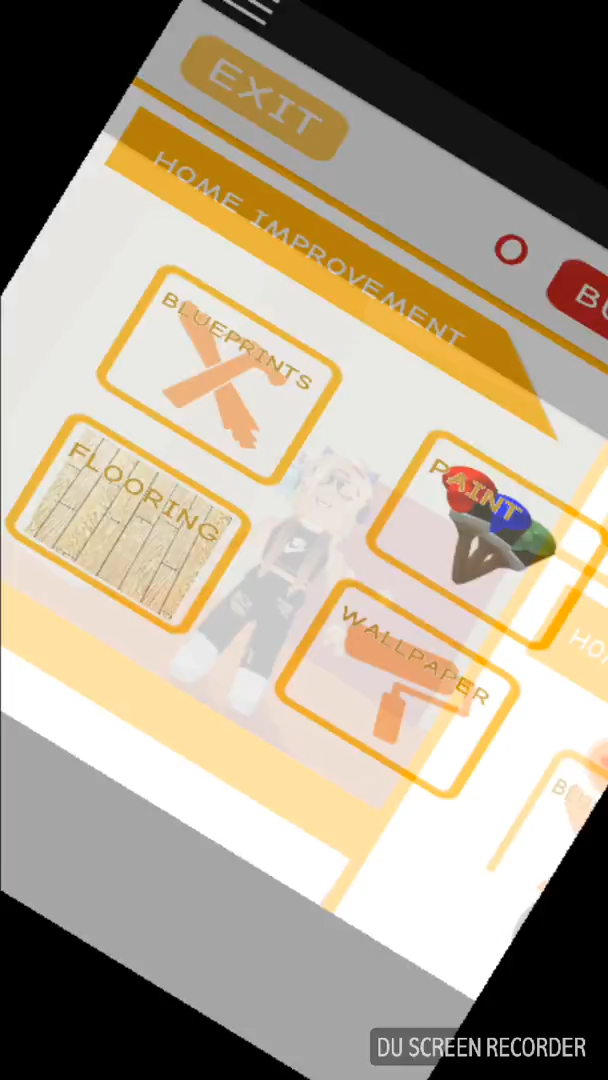 EXIT
HOME IMPROVEMENT
BLUEPRINTS
PAINT
FLOORING
WALLPAPER
DU SCREEN RECORDER